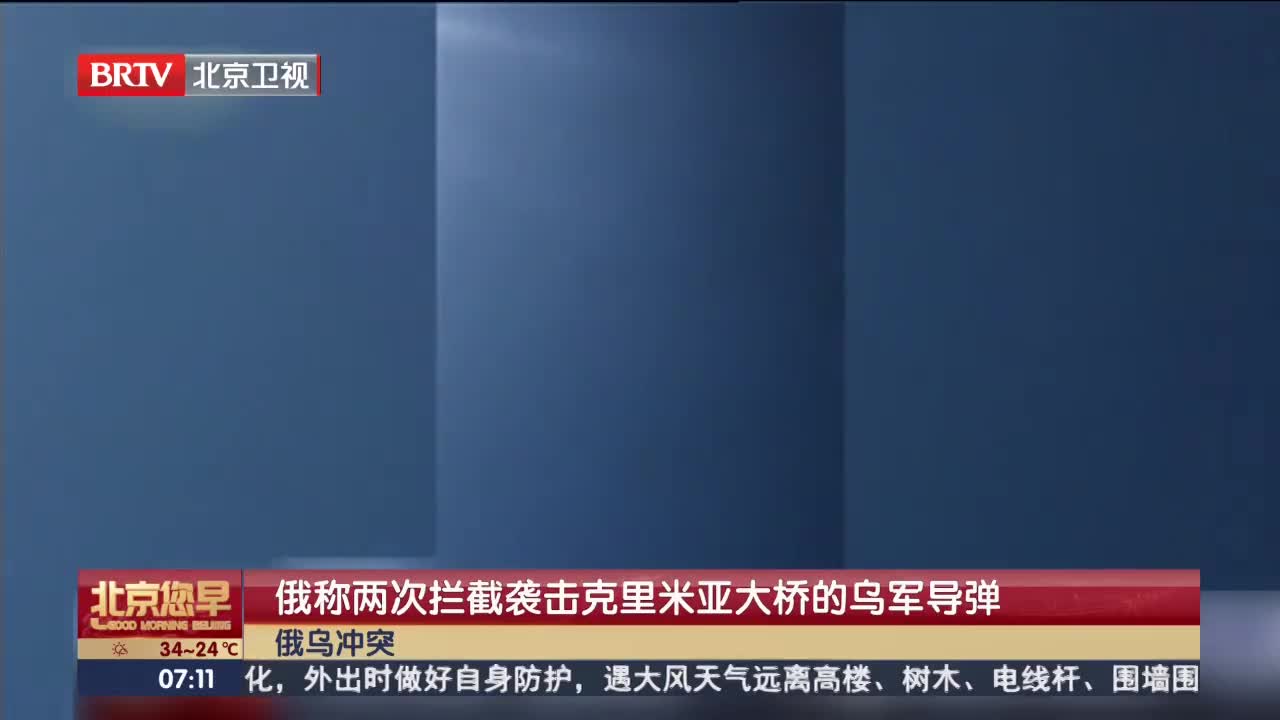 BRTV 北京卫视
俄称两次拦截袭击克里米亚大桥的乌军导弹
北京您早
GOOD MORNING BEIJING
俄乌冲突
34~24℃
07:11
化，外出时做好自身防护，遇大风天气远离高楼、树木、电线杆、围墙围